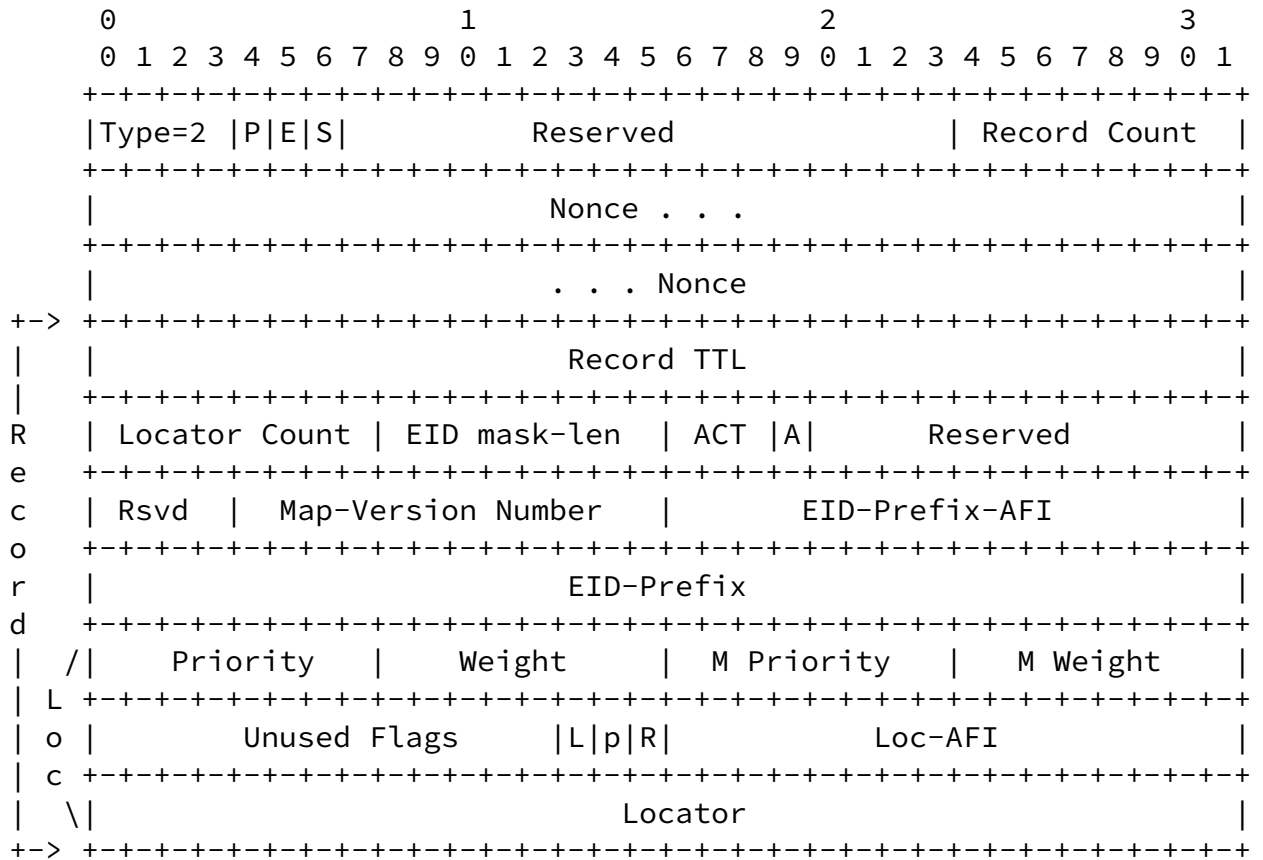 0                   1                   2                   3
        0 1 2 3 4 5 6 7 8 9 0 1 2 3 4 5 6 7 8 9 0 1 2 3 4 5 6 7 8 9 0 1
       +-+-+-+-+-+-+-+-+-+-+-+-+-+-+-+-+-+-+-+-+-+-+-+-+-+-+-+-+-+-+-+-+
       |Type=2 |P|E|S|          Reserved               | Record Count  |
       +-+-+-+-+-+-+-+-+-+-+-+-+-+-+-+-+-+-+-+-+-+-+-+-+-+-+-+-+-+-+-+-+
       |                         Nonce . . .                           |
       +-+-+-+-+-+-+-+-+-+-+-+-+-+-+-+-+-+-+-+-+-+-+-+-+-+-+-+-+-+-+-+-+
       |                         . . . Nonce                           |
   +-> +-+-+-+-+-+-+-+-+-+-+-+-+-+-+-+-+-+-+-+-+-+-+-+-+-+-+-+-+-+-+-+-+
   |   |                          Record TTL                           |
   |   +-+-+-+-+-+-+-+-+-+-+-+-+-+-+-+-+-+-+-+-+-+-+-+-+-+-+-+-+-+-+-+-+
   R   | Locator Count | EID mask-len  | ACT |A|      Reserved         |
   e   +-+-+-+-+-+-+-+-+-+-+-+-+-+-+-+-+-+-+-+-+-+-+-+-+-+-+-+-+-+-+-+-+
   c   | Rsvd  |  Map-Version Number   |       EID-Prefix-AFI          |
   o   +-+-+-+-+-+-+-+-+-+-+-+-+-+-+-+-+-+-+-+-+-+-+-+-+-+-+-+-+-+-+-+-+
   r   |                          EID-Prefix                           |
   d   +-+-+-+-+-+-+-+-+-+-+-+-+-+-+-+-+-+-+-+-+-+-+-+-+-+-+-+-+-+-+-+-+
   |  /|    Priority   |    Weight     |  M Priority   |   M Weight    |
   | L +-+-+-+-+-+-+-+-+-+-+-+-+-+-+-+-+-+-+-+-+-+-+-+-+-+-+-+-+-+-+-+-+
   | o |        Unused Flags     |L|p|R|           Loc-AFI             |
   | c +-+-+-+-+-+-+-+-+-+-+-+-+-+-+-+-+-+-+-+-+-+-+-+-+-+-+-+-+-+-+-+-+
   |  \|                             Locator                           |
   +-> +-+-+-+-+-+-+-+-+-+-+-+-+-+-+-+-+-+-+-+-+-+-+-+-+-+-+-+-+-+-+-+-+